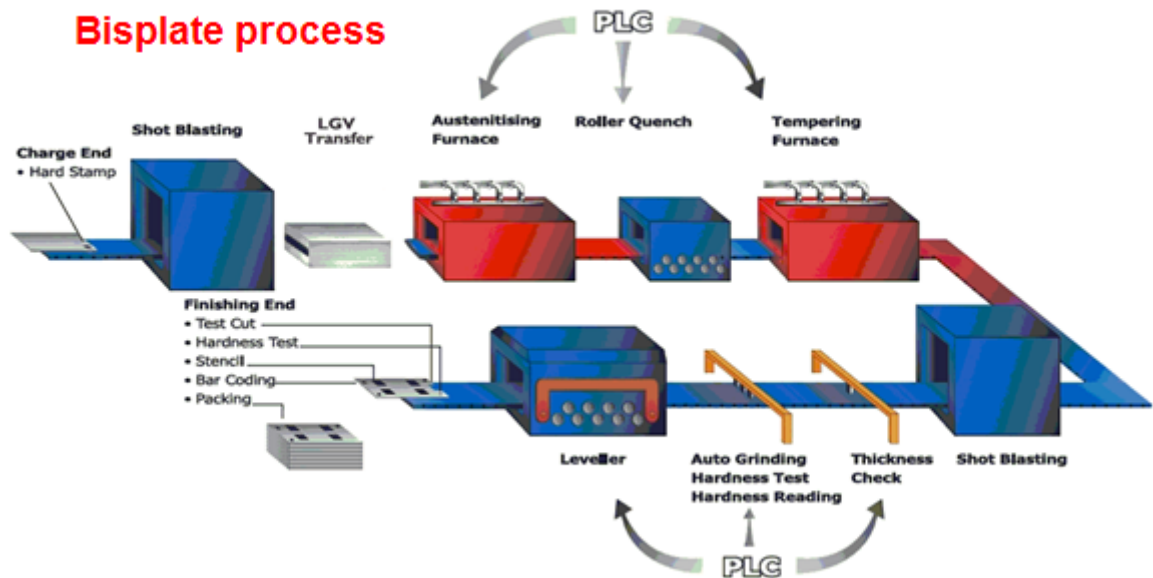 Bisplate process
PLC
Shot Blasting
LGV
Transfer
Austenitising
Furnace
Roller Quench
Tempering
Furnace
Charge End
• Hard Stamp
Finishing End
• Test Cut
• Hardness Test
• Stencil
• Bar Coding
• Packing
Leveller
Auto Grinding
Hardness Test
Hardness Reading
Thickness
Check
Shot Blasting
PLC